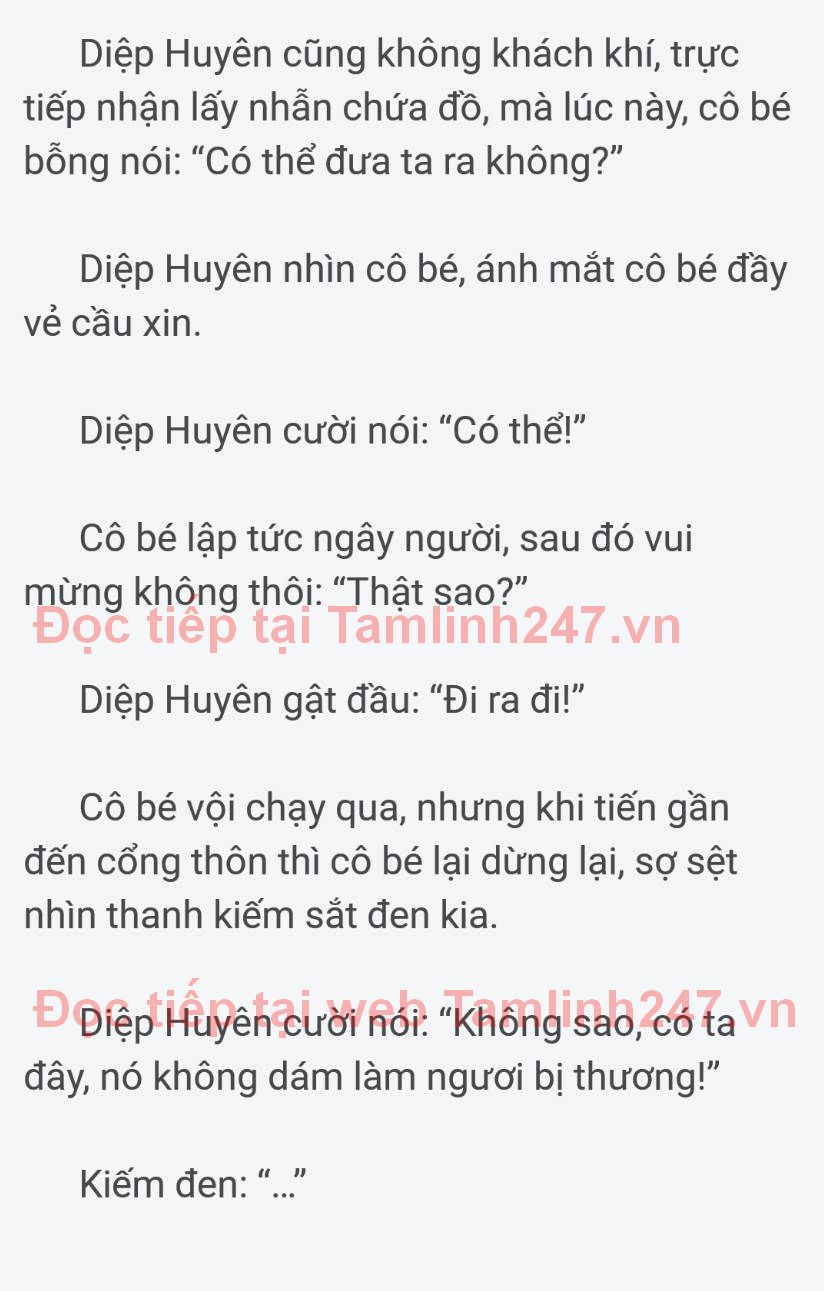 Diệp Huyên cũng không khách khí, trực
tiếp nhận lấy nhẫn chứa đồ, mà lúc này, cô bé
bỗng nói: “Có thể đưa ta ra không?”
Diệp Huyên nhìn cô bé, ánh mắt cô bé đầy
vẻ cầu xin.
Diệp Huyên cười nói: “Có thể!”
Cô bé lập tức ngây người, sau đó vui
mừng không thôi: “Thật sao?”
Đọc tiếp tại Tamlinh247.vn
Diệp Huyên gật đầu: “Đi ra đi!”
Cô bé vội chạy qua, nhưng khi tiến gần
đến cổng thôn thì cô bé lại dừng lại, sợ sệt
nhìn thanh kiếm sắt đen kia.
Đọc tiếp tại web Tamlinh247.vn
Diệp Huyên cười nói: “Không sao, có ta
đây, nó không dám làm ngươi bị thương!”
Kiếm đen: “...”